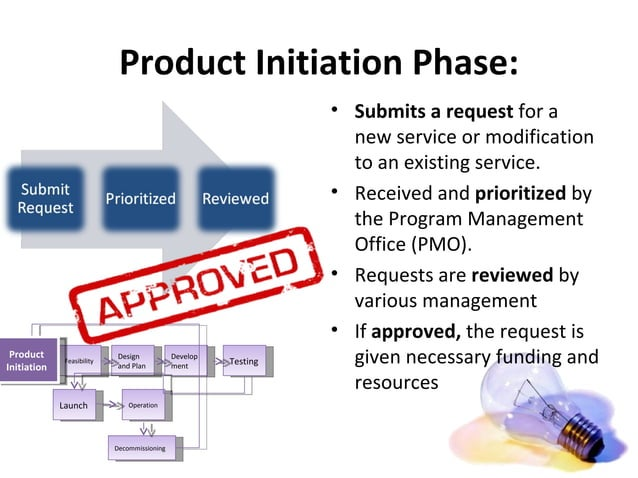 Product Initiation Phase:
Submit
Request
Prioritized
Reviewed
APPROVED
• Submits a request for a
new service or modification
to an existing service.
• Received and prioritized by
the Program Management
Office (PMO).
• Requests are reviewed by
various management
• If approved, the request is
given necessary funding and
resources
Product
Initiation
Feasibility
Design
and Plan
Develop
ment
Testing
Launch
Operation
Decommissioning